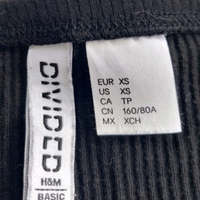 DIVIDED
H&M
BASIC
EUR XS
US XS
CA TP
CN 160/80A
MX XCH